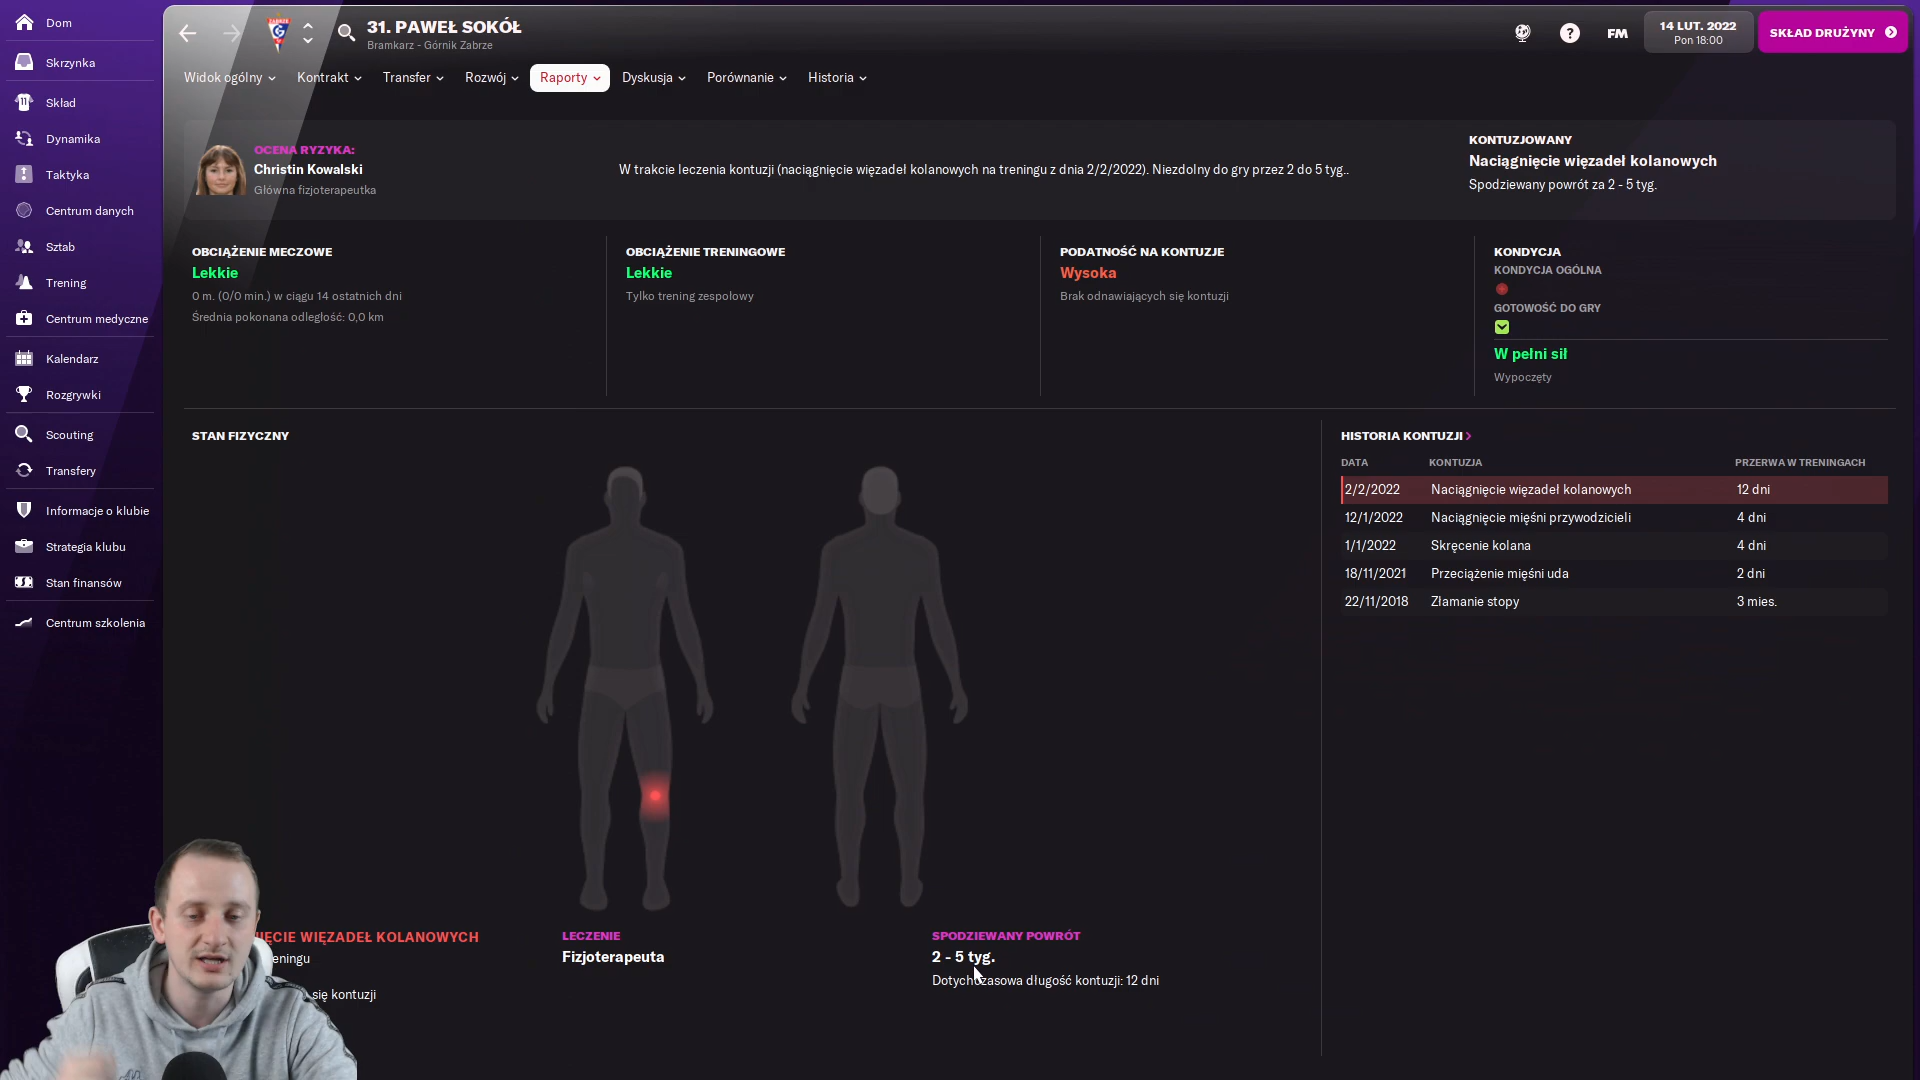 Dom
Skrzynka
Skład
Dynamika
Taktyka
Centrum danych
Sztab
Trening
Centrum medyczne
Kalendarz
Rozgrywki
Scouting
Transfery
Informacje o klubie
Strategia klubu
Stan finansów
Centrum szkolenia
31. PAWEŁ SOKÓŁ
Bramkarz - Górnik Zabrze
FM
14 LUT. 2022
Pon 18:00
SKŁAD DRUŻYNY
Widok ogólny
Kontrakt
Transfer
Rozwój
Raporty
Dyskusja
Porównanie
Historia
OCENA RYZYKA:
Christin Kowalski
Główna fizjoterapeutka
W trakcie leczenia kontuzji (naciągnięcie więzadeł kolanowych na treningu z dnia 2/2/2022). Niezdolny do gry przez 2 do 5 tyg..
KONTUZJOWANY
Naciągnięcie więzadeł kolanowych
Spodziewany powrót za 2 - 5 tyg.
OBCIĄŻENIE MECZOWE
Lekkie
0 m. (0/0 min.) w ciągu 14 ostatnich dni
Średnia pokonana odległość: 0,0 km
OBCIĄŻENIE TRENINGOWE
Lekkie
Tylko trening zespołowy
PODATNOŚĆ NA KONTUZJE
Wysoka
Brak odnawiających się kontuzji
KONDYCJA
KONDYCJA OGÓLNA
GOTOWOŚĆ DO GRY
W pełni sił
Wypoczęty
STAN FIZYCZNY
HISTORIA KONTUZJI
DATA KONTUZJA PRZERWA W TRENINGACH
2/2/2022 Naciągnięcie więzadeł kolanowych 12 dni
12/1/2022 Naciągnięcie mięśni przywodzicieli 4 dni
1/1/2022 Skręcenie kolana 4 dni
18/11/2021 Przeciążenie mięśni uda 2 dni
22/11/2018 Złamanie stopy 3 mies.
IĘCIE WIĘZADEŁ KOLANOWYCH
eningu
się kontuzji
LECZENIE
Fizjoterapeuta
SPODZIEWANY POWRÓT
2 - 5 tyg.
Dotychczasowa długość kontuzji: 12 dni